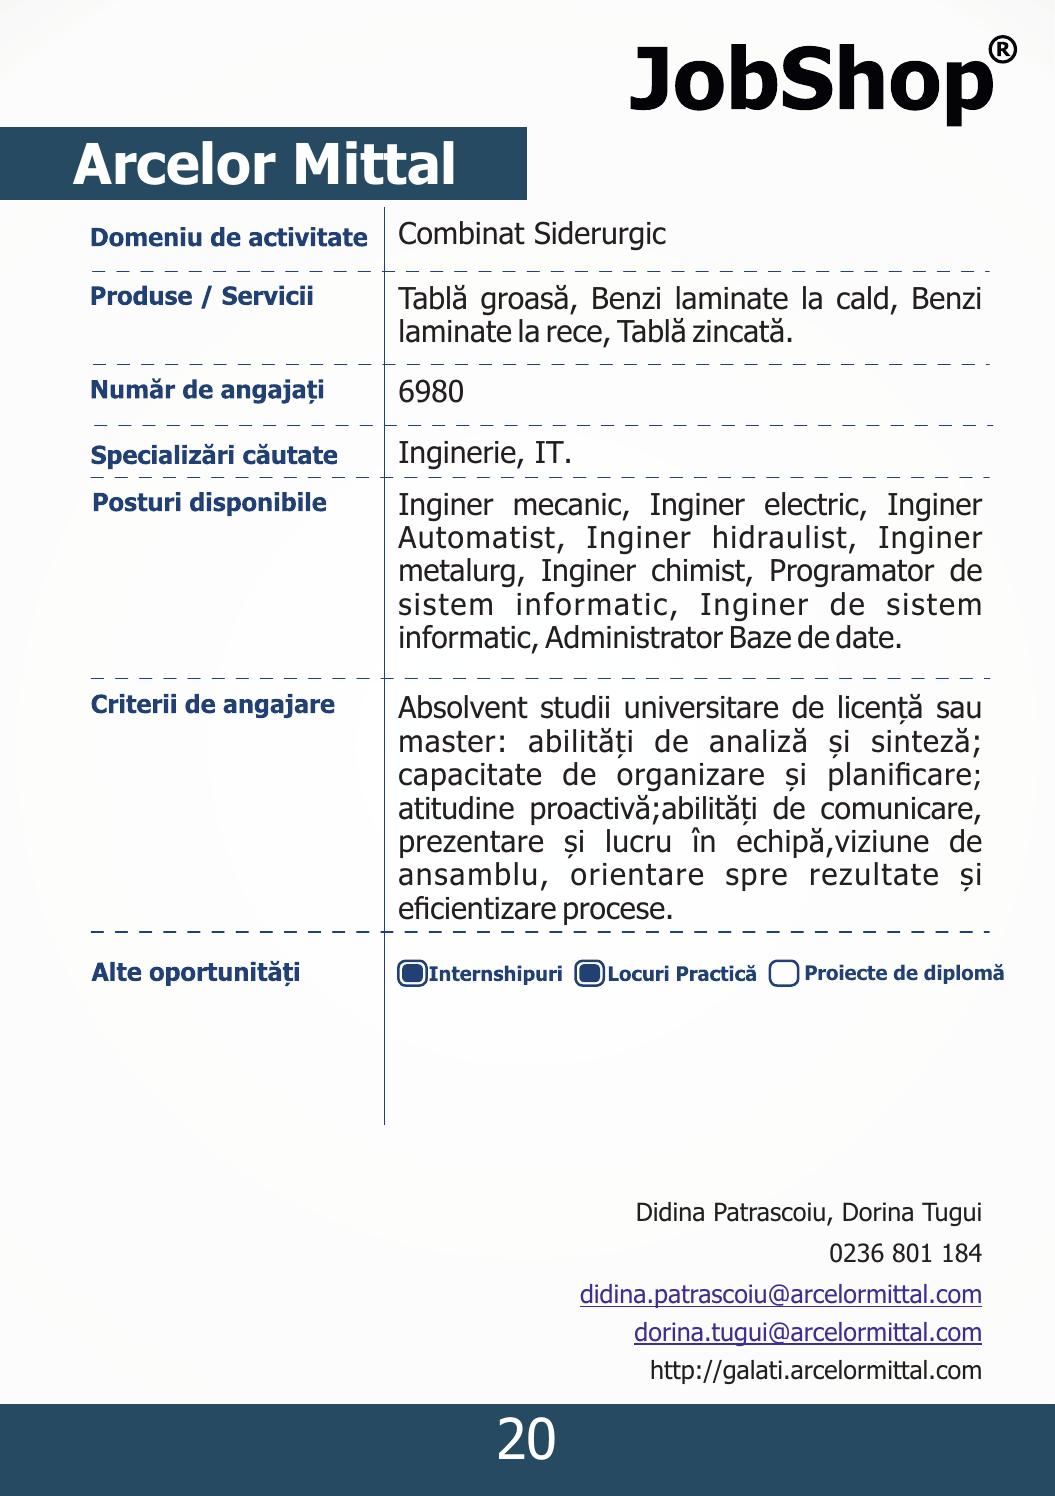 JobShop®
Arcelor Mittal
Domeniu de activitate
Combinat Siderurgic
Produse / Servicii
Tablă groasă, Benzi laminate la cald, Benzi
laminate la rece, Tablă zincată.
Număr de angajați
6980
Specializări căutate
Inginerie, IT.
Posturi disponibile
Inginer mecanic, Inginer electric, Inginer
Automatist, Inginer hidraulist, Inginer
metalurg, Inginer chimist, Programator de
sistem informatic, Inginer de sistem
informatic, Administrator Baze de date.
Criterii de angajare
Absolvent studii universitare de licență sau
master: abilități de analiză și sinteză;
capacitate de organizare și planificare;
atitudine proactivă;abilități de comunicare,
prezentare și lucru în echipă,viziune de
ansamblu, orientare spre rezultate și
eficientizare procese.
Alte oportunități
Internshipuri Locuri Practică Proiecte de diplomă
Didina Patrascoiu, Dorina Tugui
0236 801 184
didina.patrascoiu@arcelormittal.com
dorina.tugui@arcelormittal.com
http://galati.arcelormittal.com
20